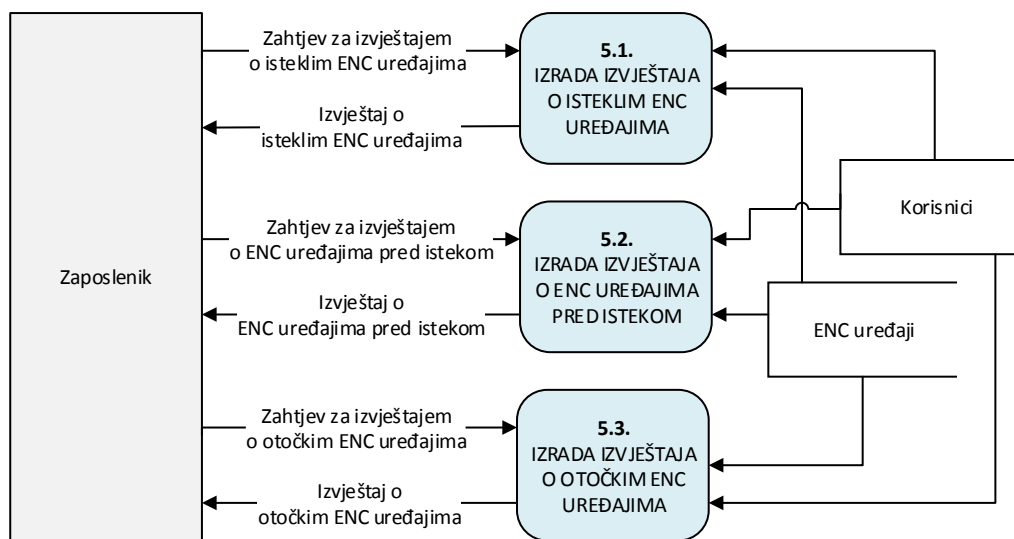 Zaposlenik
Zahtjev za izvještajem
o isteklim ENC uređajima
Izvještaj o
isteklim ENC uređajima
Zahtjev za izvještajem
o ENC uređajima pred istekom
Izvještaj o
ENC uređajima pred istekom
Zahtjev za izvještajem
o otočkim ENC uređajima
Izvještaj o
otočkim ENC uređajima
5.1.
IZRADA IZVJEŠTAJA
O ISTEKLIM ENC
UREĐAJIMA
5.2.
IZRADA IZVJEŠTAJA
O ENC UREĐAJIMA
PRED ISTEKOM
5.3.
IZRADA IZVJEŠTAJA
O OTOČKIM ENC
UREĐAJIMA
Korisnici
ENC uređaji